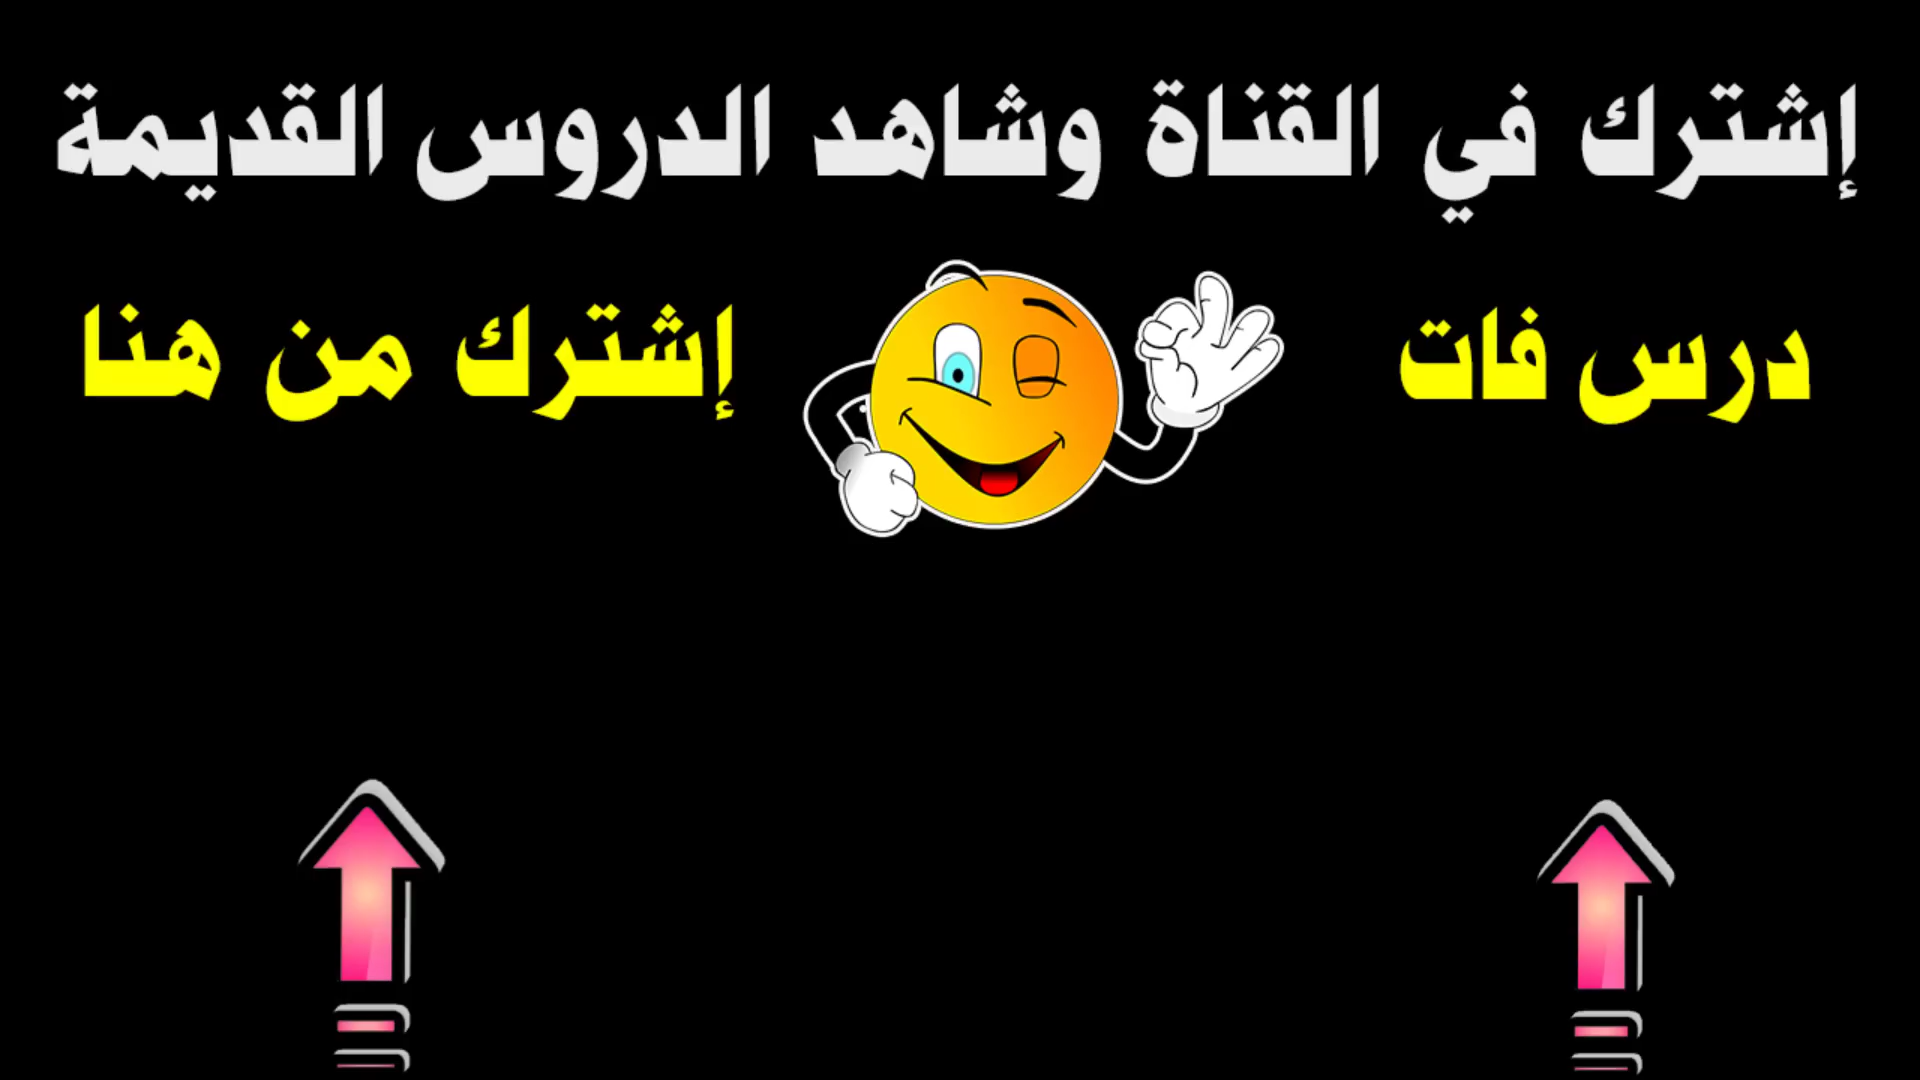 إشترك في القناة وشاهد الدروس القديمة
درس فات
إشترك من هنا